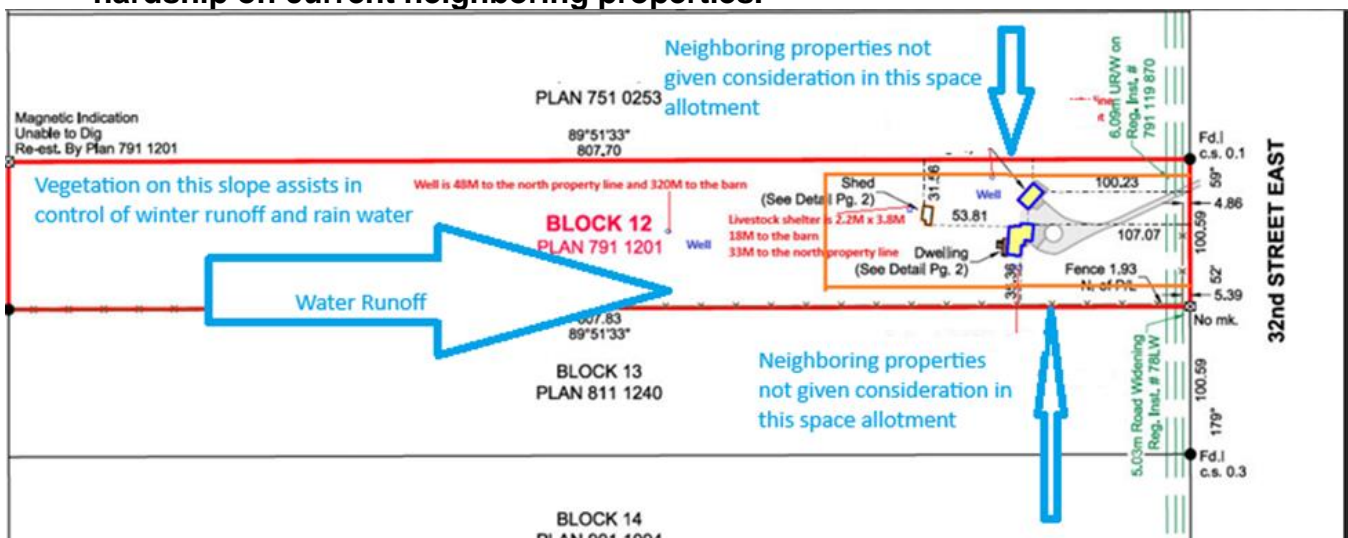 hardship on current neighboring properties.
Neighboring properties not
given consideration in this space
allotment
PLAN 751 0253
89°51'33"
807.70
Magnetic Indication
Unable to Dig
Re-est. By Plan 791 1201
6.09m UR/W on
Reg. Inst. #
791 119 870
Fd.I
c.s. 0.1
Vegetation on this slope assists in
control of winter runoff and rain water
Well is 48M to the north property line and 320M to the barn
BLOCK 12
PLAN 791 1201
Well
Shed
(See Detail Pg. 2)
31.56
Well
100.23
59"
4.86
53.81
Livestock shelter is 2.2M x 3.8M
18M to the barn
33M to the north property line
107.07
100.59
Dwelling
(See Detail Pg. 2)
Fence 1.93
N. of P/L
52'
5.39
No mk.
32nd STREET EAST
Water Runoff
89°51'33"
BLOCK 13
PLAN 811 1240
Neighboring properties
not given consideration in
this space allotment
5.03m Road Widening
Reg. Inst. # 78LW
100.59
179°
Fd.I
c.s. 0.3
BLOCK 14